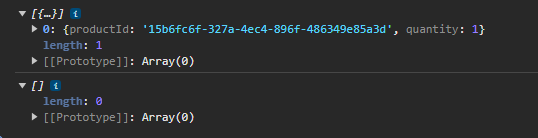 ▼ [{…}] i
▶ 0: {productId: '15b6fc6f-327a-4ec4-896f-486349e85a3d', quantity: 1}
length: 1
▶ [[Prototype]]: Array(0)
▼ [] i
length: 0
▶ [[Prototype]]: Array(0)